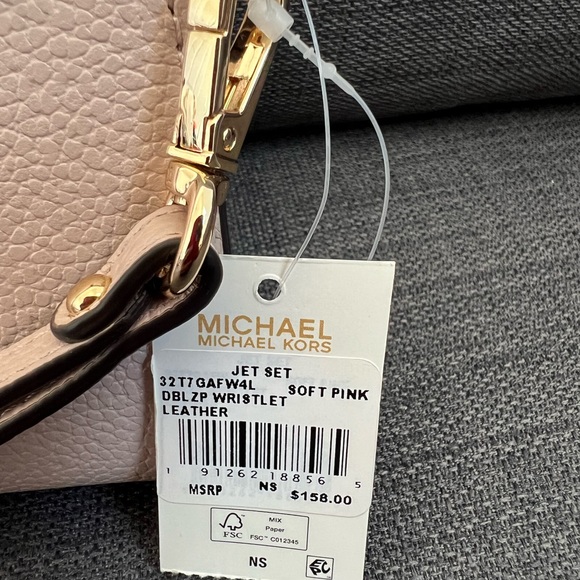 MICHAEL
MICHAEL KORS
JET SET
32T7GAFW4L SOFT PINK
DBLZP WRISTLET
LEATHER
1 91262 18856 5
MSRP NS $158.00
FSC
MIX
Paper
FSC™ C012345
NS